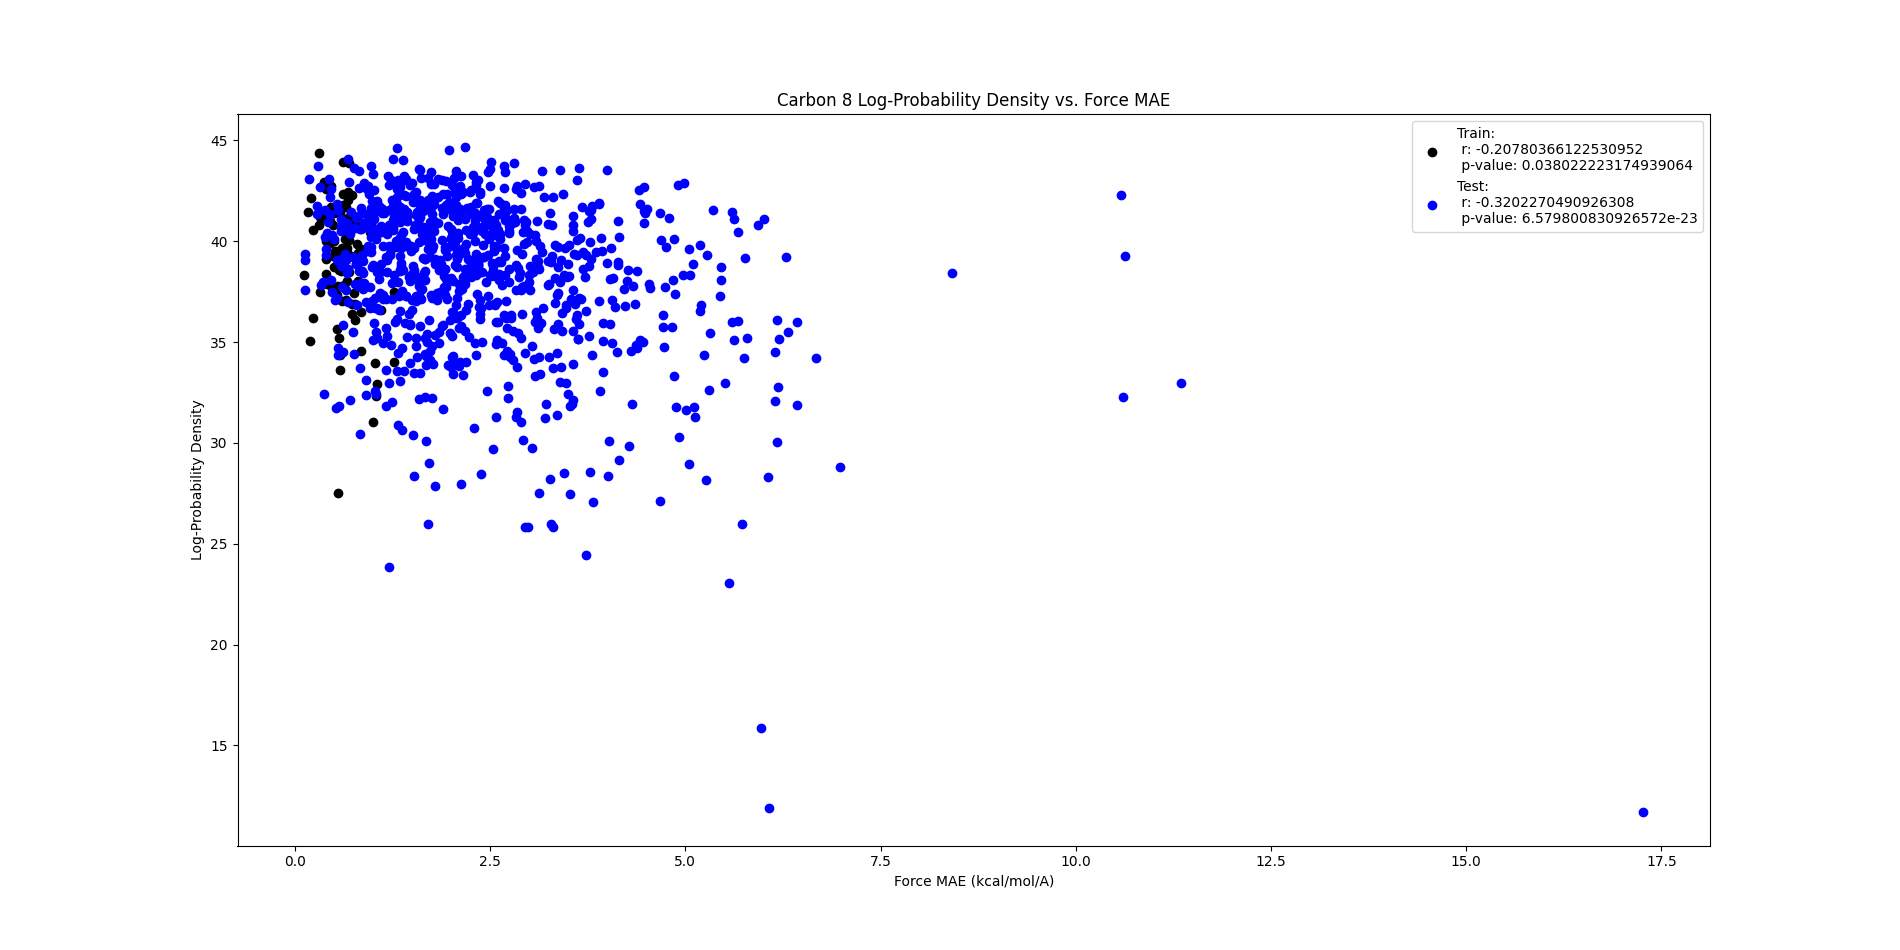 Carbon 8 Log-Probability Density vs. Force MAE
Train:
r: -0.20780366122530952
p-value: 0.038022223174939064
Test:
r: -0.3202270490926308
p-value: 6.579800830926572e-23
Log-Probability Density
45
40
35
30
25
20
15
0.0 2.5 5.0 7.5 10.0 12.5 15.0 17.5
Force MAE (kcal/mol/A)